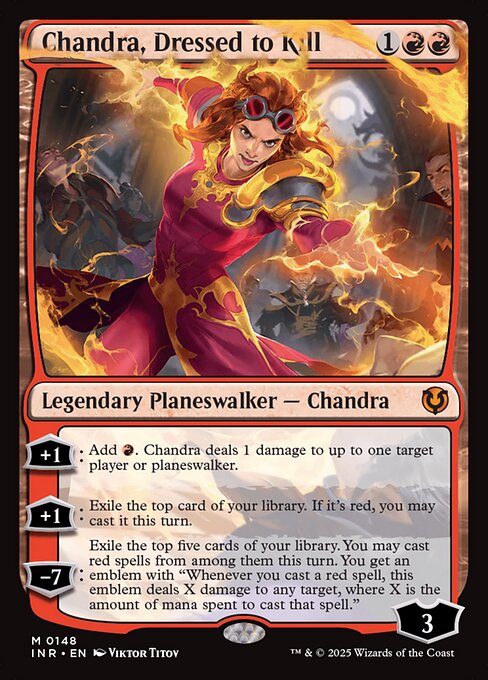 Chandra, Dressed to Kill 1
Legendary Planeswalker — Chandra
+1 : Add . Chandra deals 1 damage to up to one target
player or planeswalker.
+1 : Exile the top card of your library. If it's red, you may
cast it this turn.
Exile the top five cards of your library. You may cast
red spells from among them this turn. You get an
-7 : emblem with “Whenever you cast a red spell, this
emblem deals X damage to any target, where X is the
amount of mana spent to cast that spell.”
3
M 0148
INR • EN Viktor Titov
™ & © 2025 Wizards of the Coast